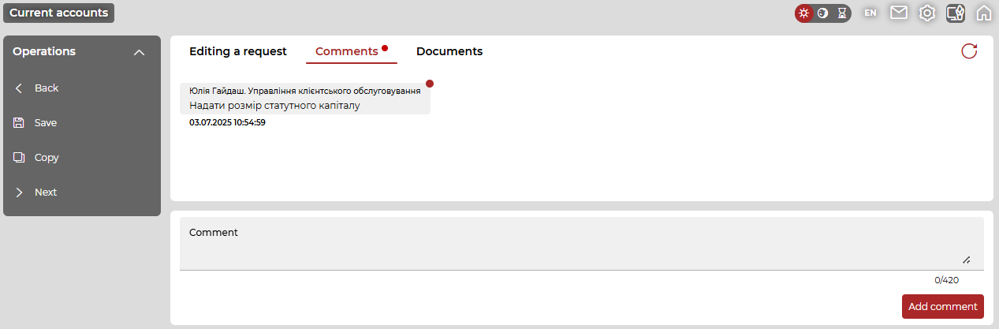 Current accounts
EN
Operations
Back
Save
Copy
Next
Editing a request
Comments
Documents
Юлія Гайдаш. Управління клієнтського обслуговування
Надати розмір статутного капіталу
03.07.2025 10:54:59
Comment
0/420
Add comment